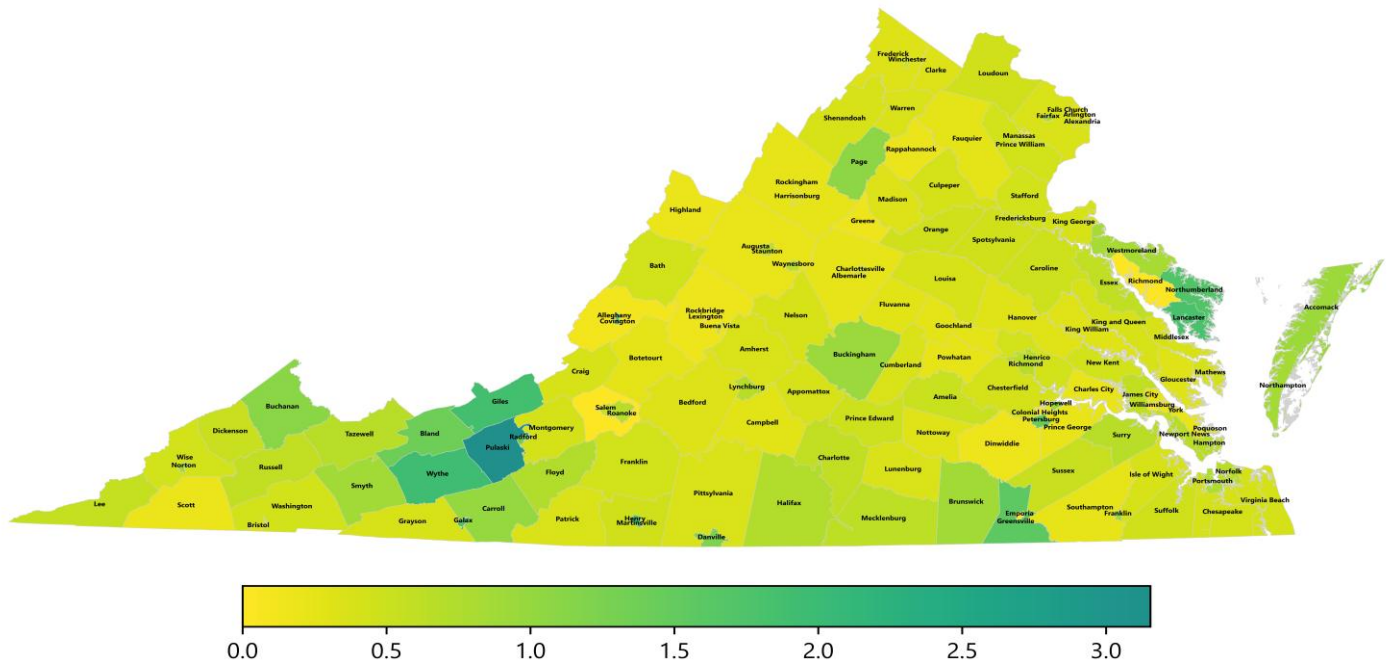 Frederick
Winchester
Clarke
Loudoun
Falls Church
Fairfax
Arlington
Alexandria
Warren
Shenandoah
Manassas
Prince William
Fauquier
Rappahannock
Page
Rockingham
Harrisonburg
Culpeper
Madison
Stafford
Highland
Greene
Fredericksburg
King George
Orange
Spotsylvania
Augusta
Staunton
Waynesboro
Westmoreland
Bath
Charlottesville
Albemarle
Louisa
Caroline
Essex
Richmond
Northumberland
Accomack
Rockbridge
Lexington
Buena Vista
Alleghany
Covington
Nelson
Fluvanna
Goochland
Hanover
King and Queen
King William
Lancaster
Middlesex
Botetourt
Amherst
Buckingham
Cumberland
Powhatan
Henrico
Richmond
New Kent
Mathews
Gloucester
Craig
Northampton
Giles
Lynchburg
Appomattox
Chesterfield
Charles City
James City
Williamsburg
York
Buchanan
Salem
Roanoke
Bedford
Amelia
Hopewell
Colonial Heights
Petersburg
Prince George
Prince Edward
Campbell
Dickenson
Tazewell
Bland
Montgomery
Radford
Pulaski
Nottoway
Dinwiddie
Surry
Poquoson
Newport News
Hampton
Wise
Norton
Russell
Wythe
Floyd
Franklin
Charlotte
Lunenburg
Sussex
Isle of Wight
Norfolk
Portsmouth
Smyth
Lee
Scott
Washington
Carroll
Pittsylvania
Halifax
Brunswick
Southampton
Virginia Beach
Bristol
Grayson
Galax
Patrick
Henry
Martinsville
Danville
Mecklenburg
Emporia
Greensville
Franklin
Suffolk
Chesapeake
0.0 0.5 1.0 1.5 2.0 2.5 3.0